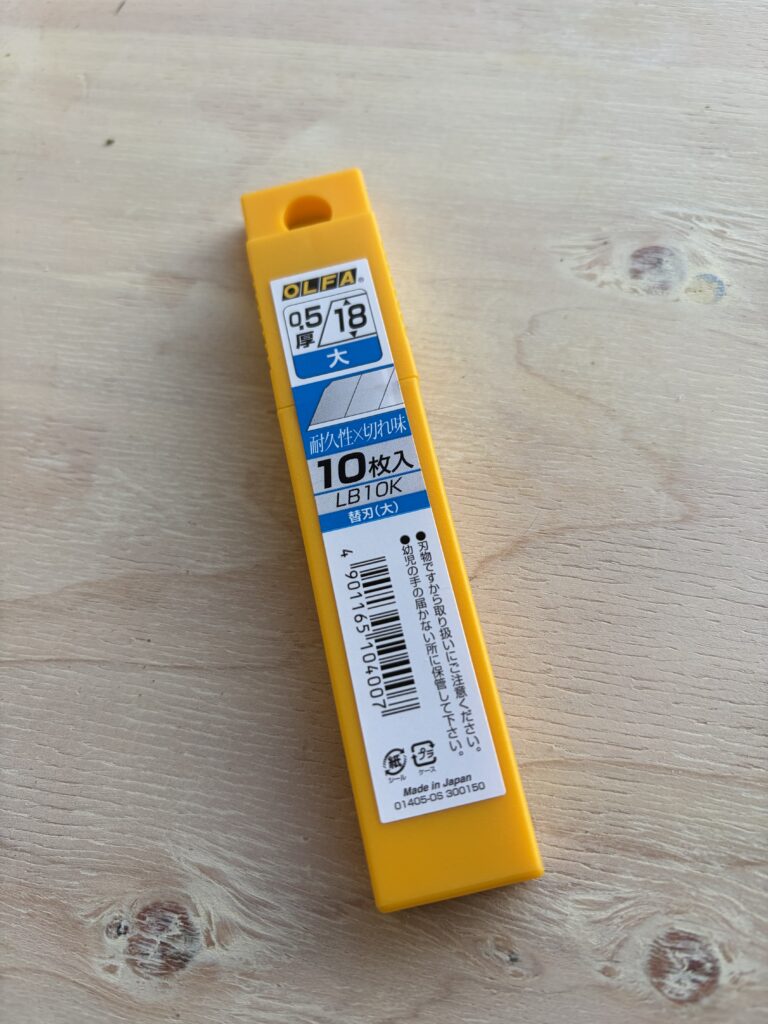 OLFA®
0.5厚 18
大
耐久性×切れ味
10枚入
LB10K
替刃(大)
●刃物ですから取り扱いにご注意ください。
●幼児の手の届かない所に保管して下さい。
4 901165 104007
紙 シール
プラ ケース
Made in Japan
01405-0S 300150